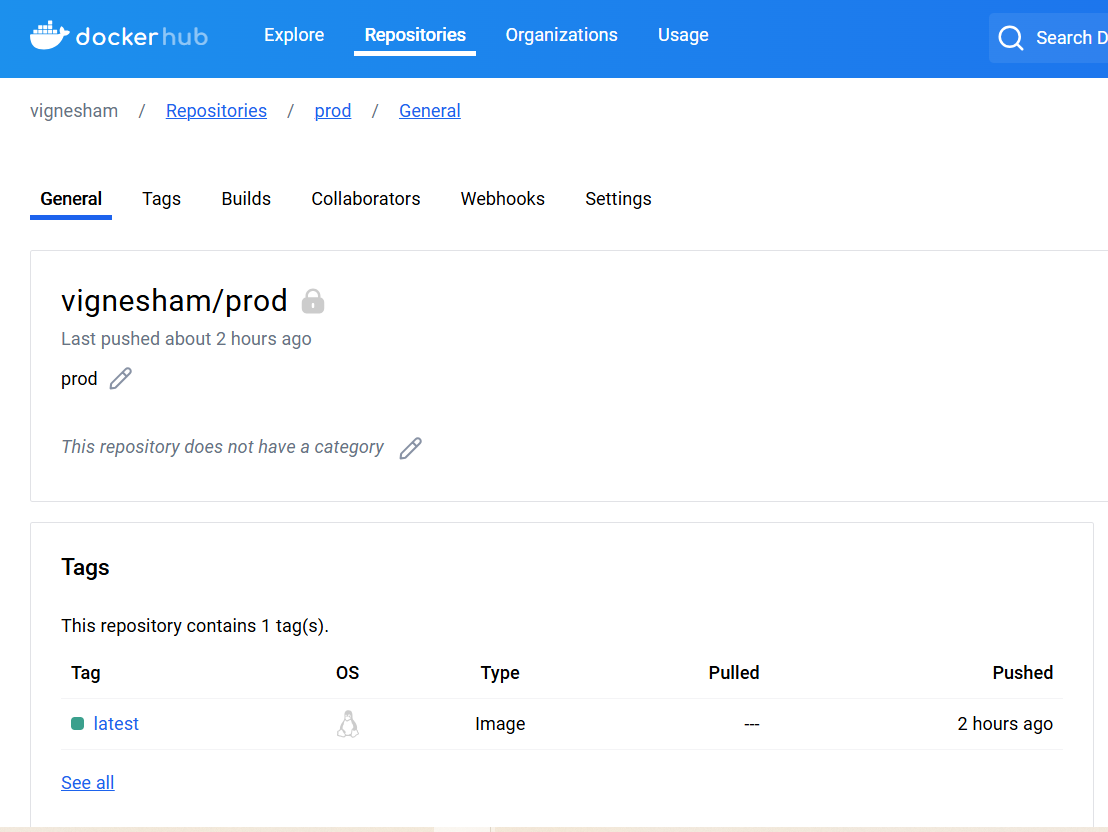 dockerhub Explore Repositories Organizations Usage Search D
vignesham / Repositories / prod / General
General Tags Builds Collaborators Webhooks Settings
vignesham/prod
Last pushed about 2 hours ago
prod
This repository does not have a category
Tags
This repository contains 1 tag(s).
Tag OS Type Pulled Pushed
latest Image --- 2 hours ago
See all